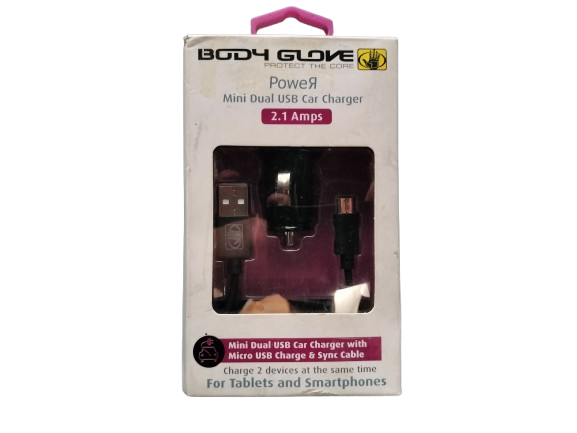 BODY GLOVE
PROTECT THE CORE
PoweЯ
Mini Dual USB Car Charger
2.1 Amps
Mini Dual USB Car Charger with
Micro USB Charge & Sync Cable
Charge 2 devices at the same time
For Tablets and Smartphones